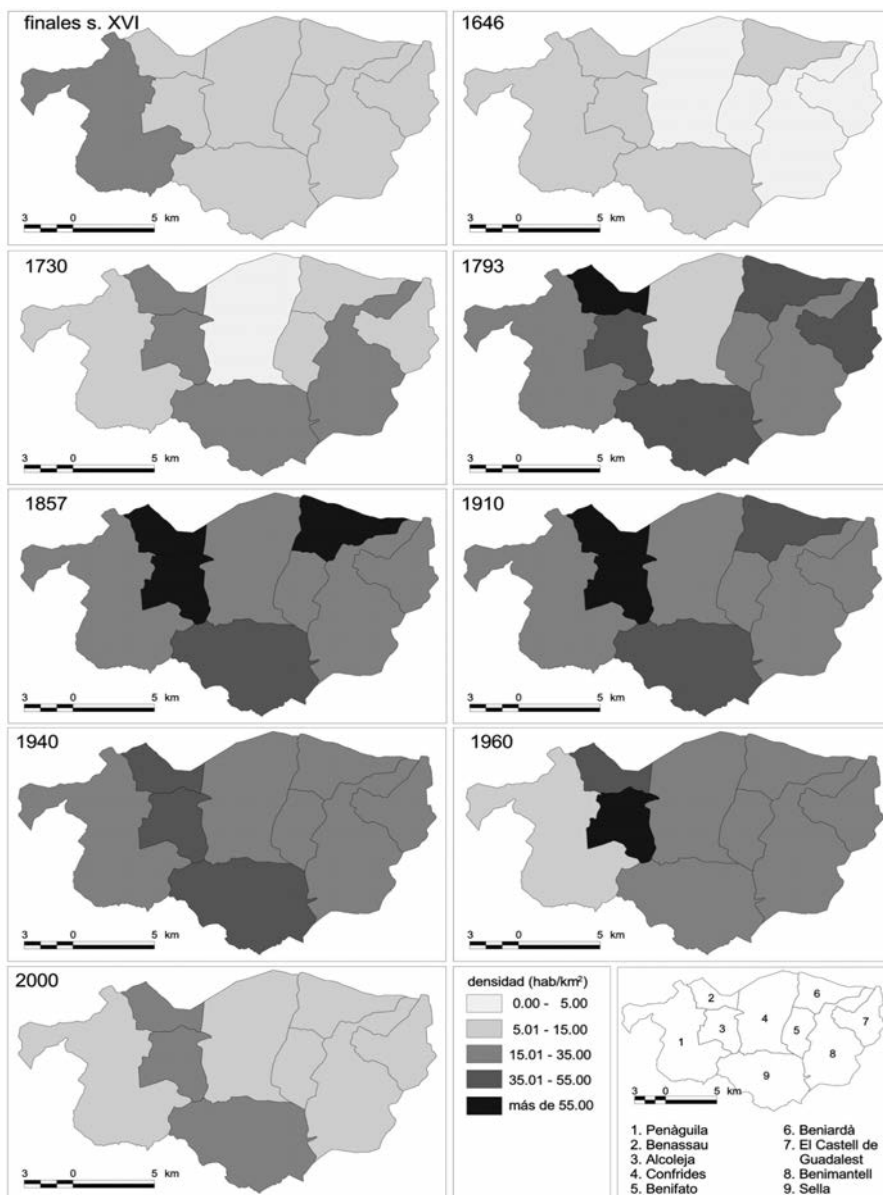 finales s. XVI
3 0 5 km
1646
3 0 5 km
1730
3 0 5 km
1793
3 0 5 km
1857
3 0 5 km
1910
3 0 5 km
1940
3 0 5 km
1960
3 0 5 km
2000
3 0 5 km
densidad (hab/km²)
0.00 - 5.00
5.01 - 15.00
15.01 - 35.00
35.01 - 55.00
más de 55.00
1
2
3
4
5
6
7
8
9
3 0 5 km
1. Penàguila
2. Benassau
3. Alcoleja
4. Confrides
5. Benifato
6. Beniardà
7. El Castell de
Guadalest
8. Benimantell
9. Sella